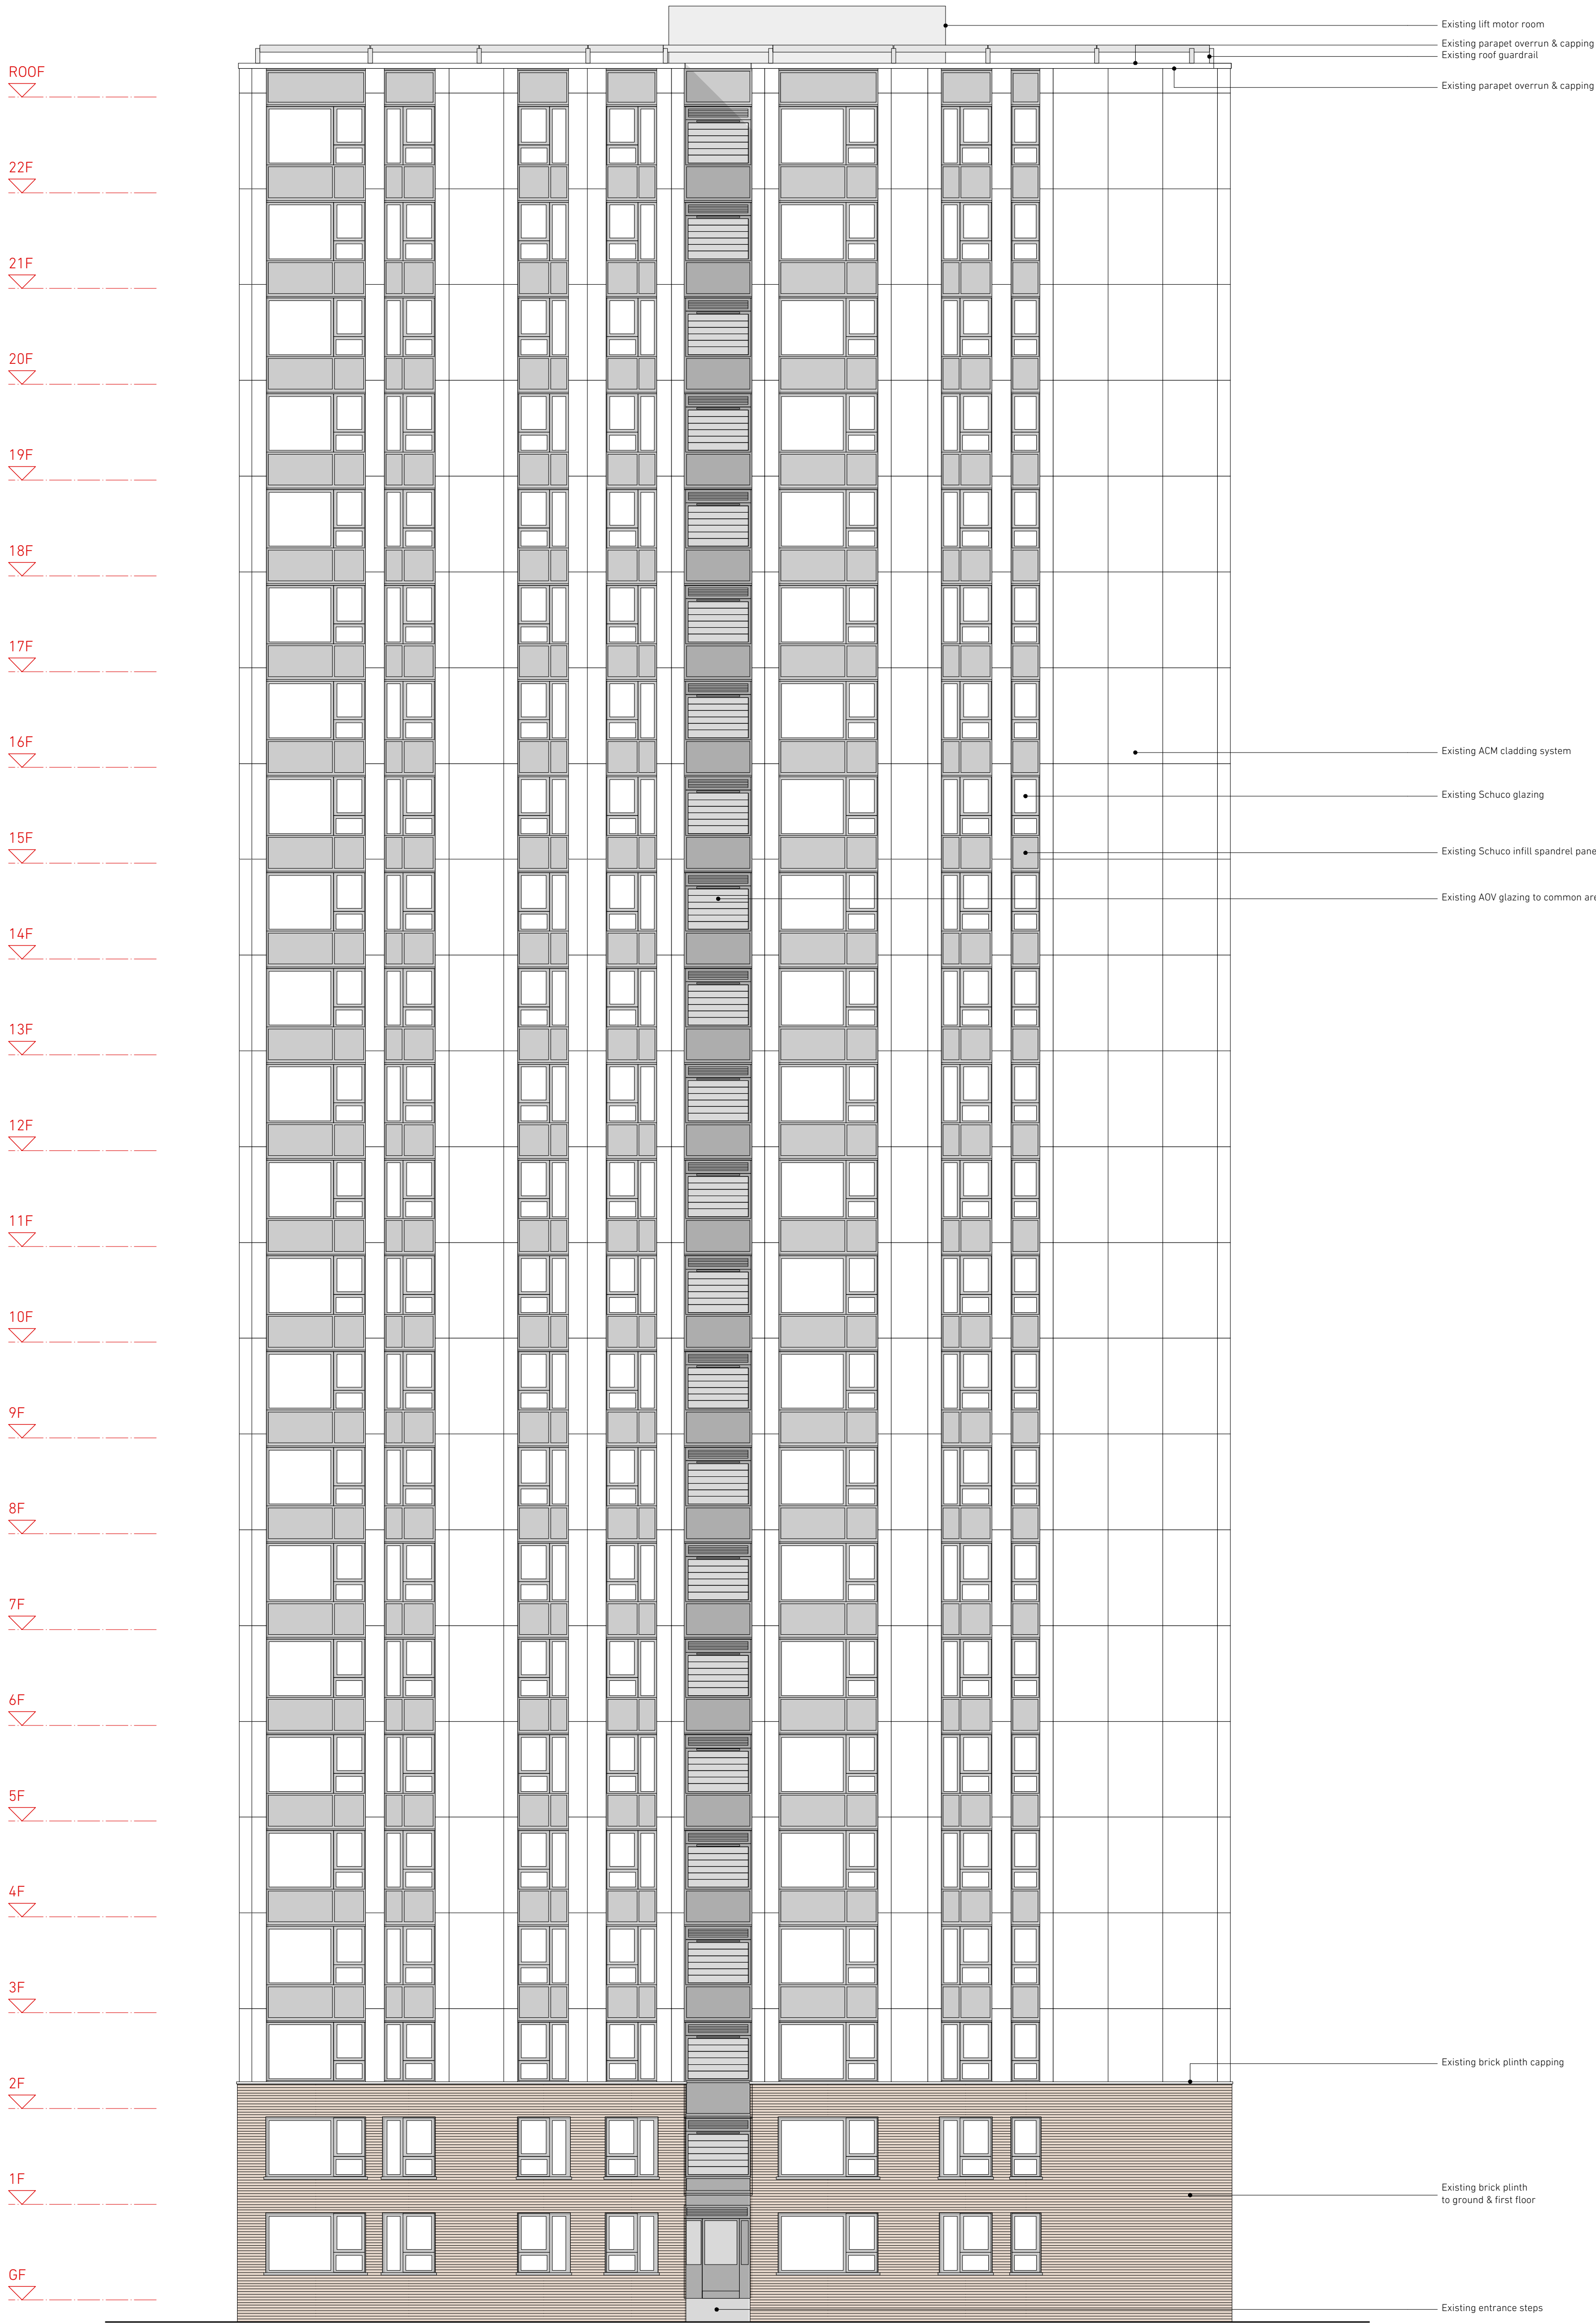 Existing lift motor room
Existing parapet overrun & capping
Existing roof guardrail
ROOF
Existing parapet overrun & capping
22F
21F
20F
19F
18F
17F
16F
Existing ACM cladding system
Existing Schuco glazing
15F
Existing Schuco infill spandrel pane
Existing AOV glazing to common are
14F
13F
12F
11F
10F
9F
8F
7F
6F
5F
4F
3F
Existing brick plinth capping
2F
1F
Existing brick plinth
to ground & first floor
GF
Existing entrance steps